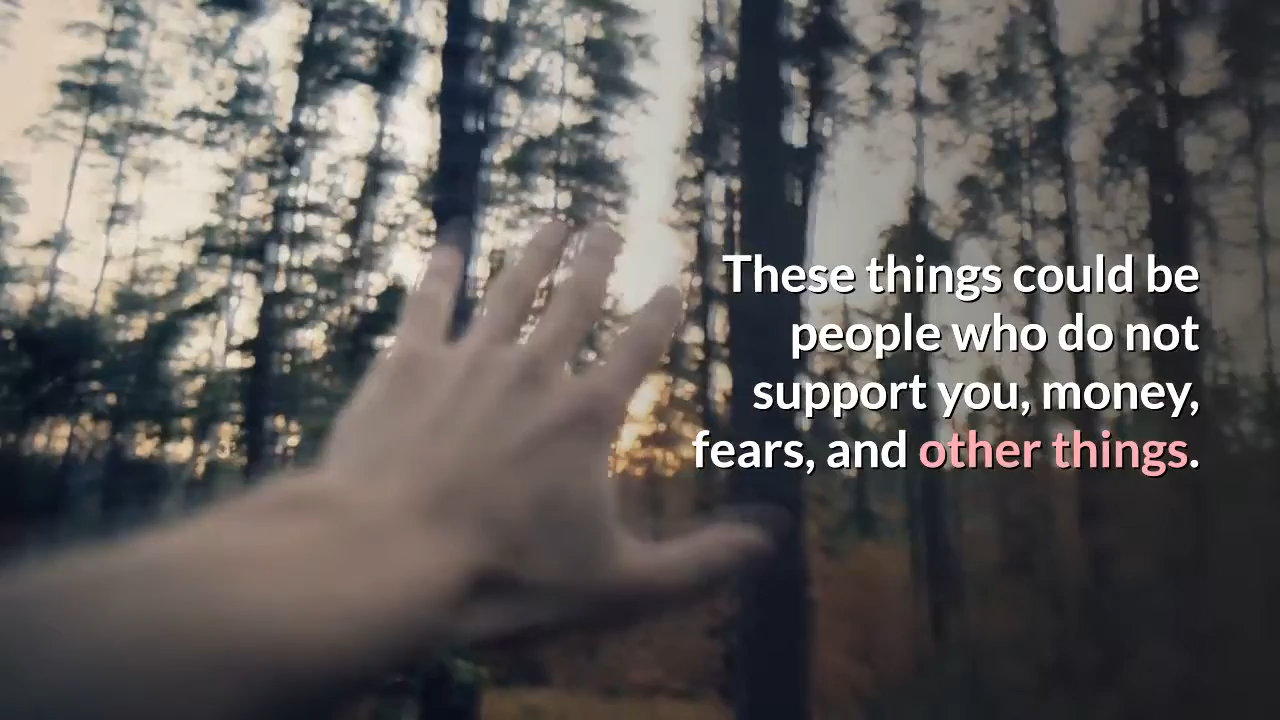 These things could be
people who do not
support you, money,
fears, and other things.